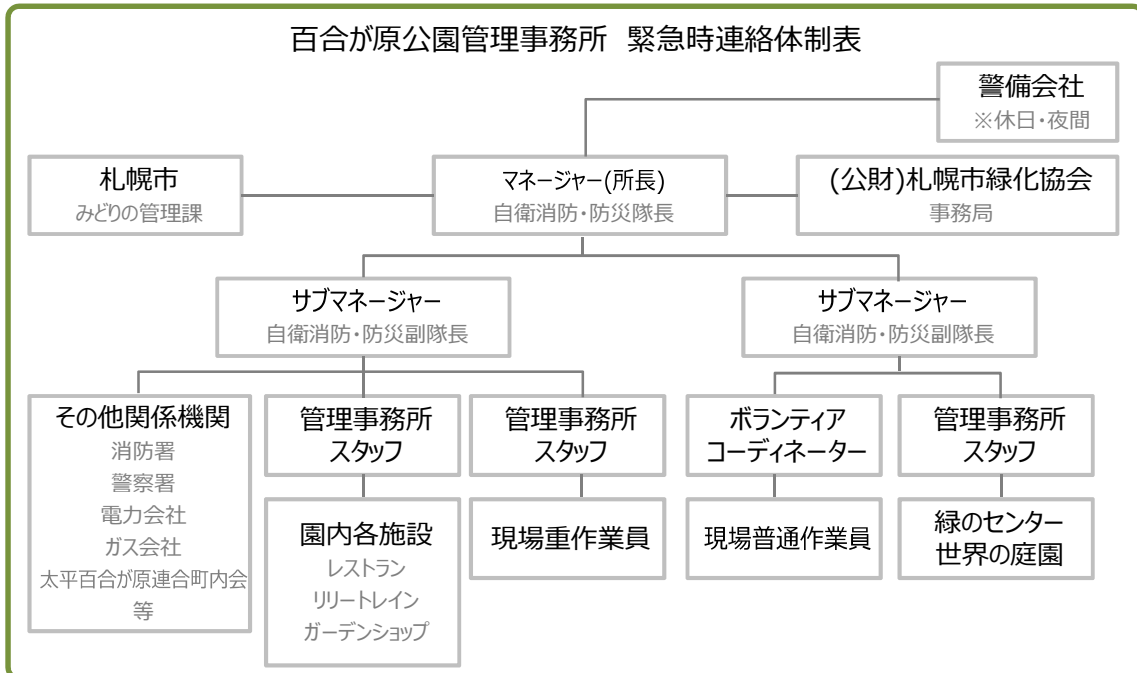 百合が原公園管理事務所 緊急時連絡体制表
警備会社
※休日・夜間
札幌市
みどりの管理課
マネージャー(所長)
自衛消防・防災隊長
(公財)札幌市緑化協会
事務局
サブマネージャー
自衛消防・防災副隊長
サブマネージャー
自衛消防・防災副隊長
その他関係機関
消防署
警察署
電力会社
ガス会社
太平百合が原連合町内会
等
管理事務所
スタッフ
園内各施設
レストラン
リリートレイン
ガーデンショップ
管理事務所
スタッフ
現場重作業員
ボランティア
コーディネーター
現場普通作業員
管理事務所
スタッフ
緑のセンター
世界の庭園